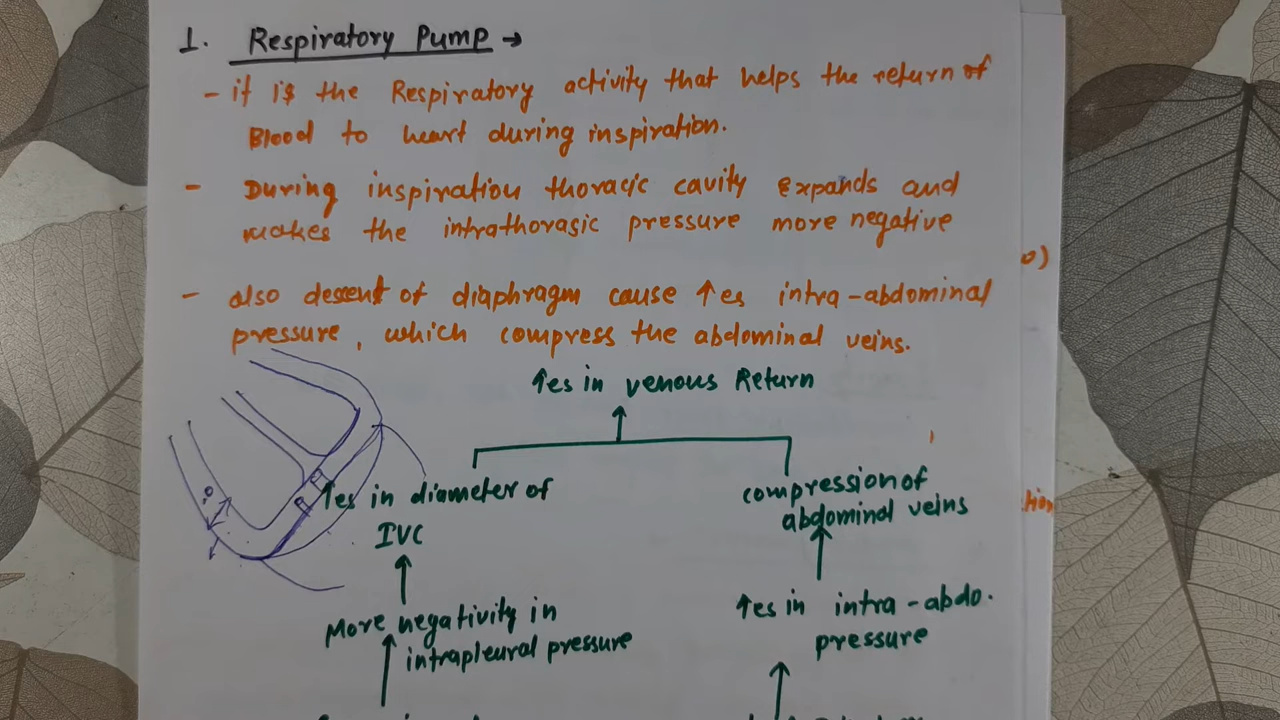 1. Respiratory Pump →
- it is the Respiratory activity that helps the return of
Blood to heart during inspiration.
- During inspiration thoracic cavity expands and
makes the intrathorasic pressure more negative
- also descent of diaphragm cause ↑es intra-abdominal
pressure, which compress the abdominal veins.
↑es in venous Return
↑es in diameter of
IVC
compression of
abdominal veins
More negativity in
intrapleural pressure
↑es in intra-abdo.
pressure